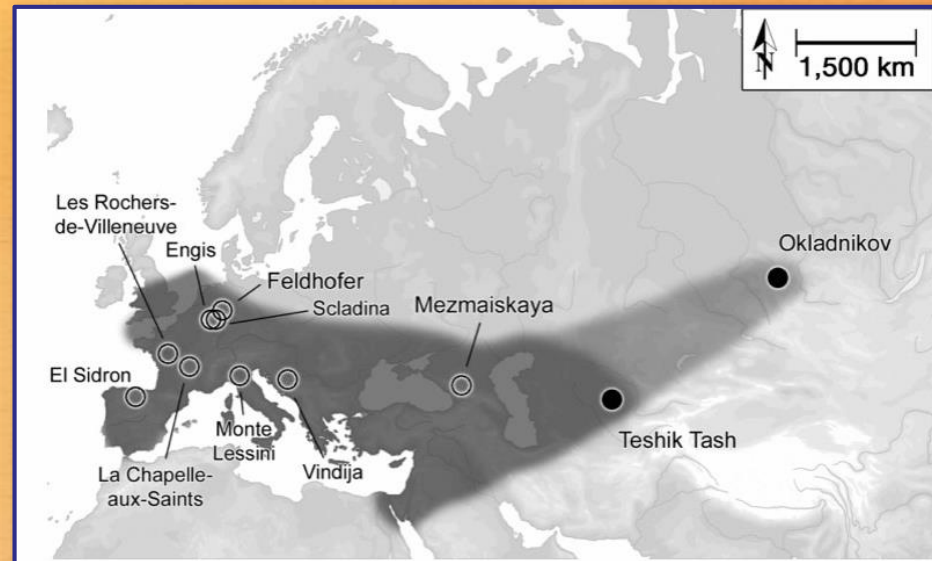 N
1,500 km
Les Rochers-
de-Villeneuve
Engis
Feldhofer
Scladina
Okladnikov
Mezmaiskaya
El Sidron
Monte
Lessini
Teshik Tash
La Chapelle-
aux-Saints
Vindija